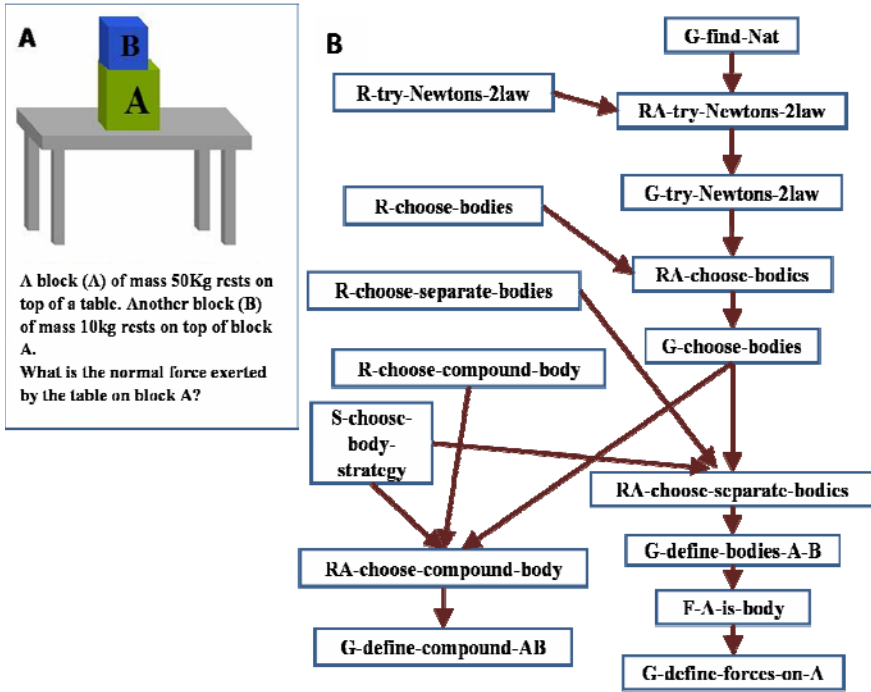 A
B
A
A block (A) of mass 50Kg rests on
top of a table. Another block (B)
of mass 10kg rests on top of block
A.
What is the normal force exerted
by the table on block A?
B
G-find-Nat
R-try-Newtons-2law
RA-try-Newtons-2law
G-try-Newtons-2law
R-choose-bodies
RA-choose-bodies
R-choose-separate-bodies
G-choose-bodies
R-choose-compound-body
S-choose-
body-
strategy
RA-choose-separate-bodies
G-define-bodies-A-B
RA-choose-compound-body
F-A-is-body
G-define-compound-AB
G-define-forces-on-A